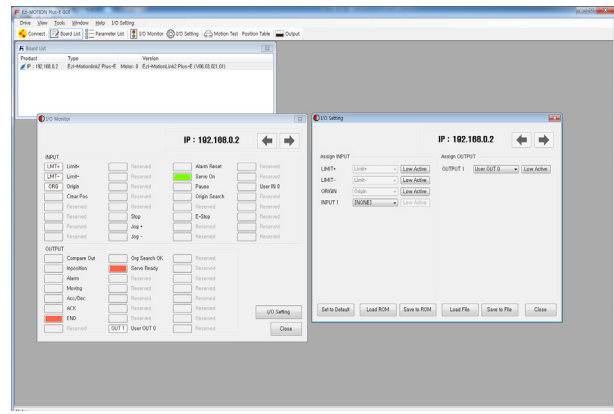 Ezi-MOTION Plus-E GUI
Drive View Tools Window Help I/O Setting
Connect Board List Parameter List I/O Monitor I/O Setting Motion Test Position Table Output
Board List
Product Type Version
IP : 192.168.0.2 Ezi-MotionLink2 Plus-E Motor: 0 Ezi-MotionLink2 Plus-E (V06.03.021.01)
I/O Monitor
IP : 192.168.0.2
INPUT
LMT+ Limit+ Reserved Alarm Reset Reserved
LMT- Limit- Reserved Servo On Reserved
ORG Origin Reserved Pause User IN 0
Clear Pos Reserved Origin Search Reserved
Reserved Reserved Reserved Reserved
Reserved Stop E-Stop Reserved
Reserved Jog + Reserved Reserved
Reserved Jog - Reserved Reserved
OUTPUT
Compare Out Org Search OK Reserved
Inposition Servo Ready Reserved
Alarm Reserved Reserved
Moving Reserved Reserved
Acc/Dec Reserved Reserved
ACK Reserved Reserved
END Reserved Reserved
Reserved OUT 1 User OUT 0 Reserved
I/O Setting
Close
I/O Setting
IP : 192.168.0.2
Assign INPUT Assign OUTPUT
LIMIT+ Limit+ Low Active OUTPUT 1 User OUT 0 Low Active
LIMIT- Limit- Low Active
ORIGIN Origin Low Active
INPUT 1 [NONE] Low Active
Set to Default Load ROM Save to ROM Load File Save to File Close